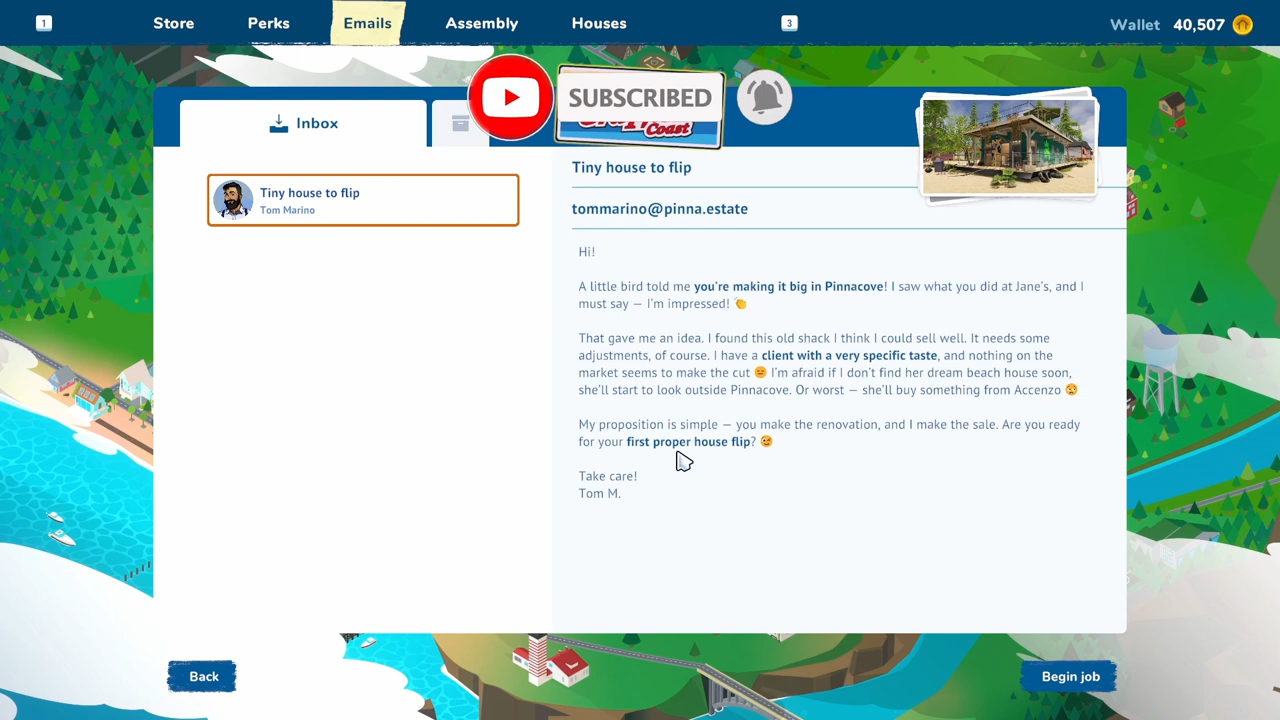 1 Store Perks Emails Assembly Houses 3 Wallet 40,507
SUBSCRIBED
Coast
Inbox
Tiny house to flip
Tom Marino
Tiny house to flip
tommarino@pinna.estate
Hi!
A little bird told me you're making it big in Pinnacove! I saw what you did at Jane's, and I
must say — I'm impressed! 👏
That gave me an idea. I found this old shack I think I could sell well. It needs some
adjustments, of course. I have a client with a very specific taste, and nothing on the
market seems to make the cut 😣 I'm afraid if I don't find her dream beach house soon,
she'll start to look outside Pinnacove. Or worst — she'll buy something from Accenzo 😒
My proposition is simple — you make the renovation, and I make the sale. Are you ready
for your first proper house flip? 😉
Take care!
Tom M.
Back
Begin job